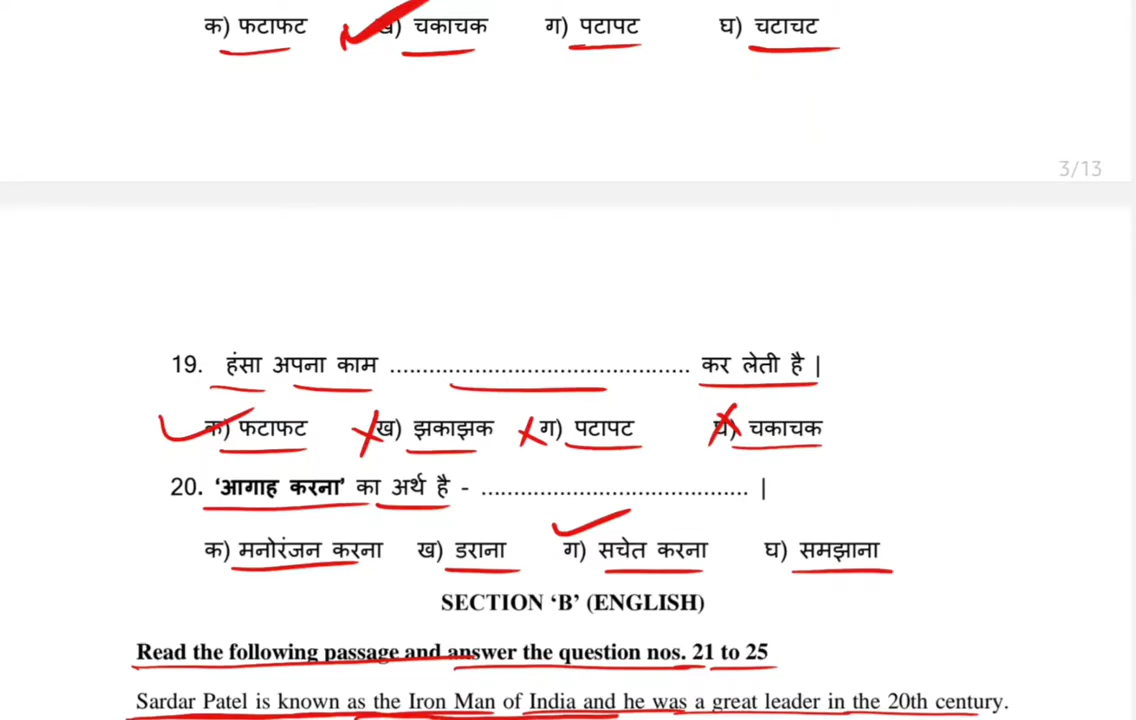 क) फटाफट ख) चकाचक ग) पटापट घ) चटाचट
3/13
19. हंसा अपना काम ............................................. कर लेती है |
क) फटाफट ख) झकाझक ग) पटापट घ) चकाचक
20. ‘आगाह करना’ का अर्थ है - ........................................ |
क) मनोरंजन करना ख) डराना ग) सचेत करना घ) समझाना
SECTION ‘B’ (ENGLISH)
Read the following passage and answer the question nos. 21 to 25
Sardar Patel is known as the Iron Man of India and he was a great leader in the 20th century.